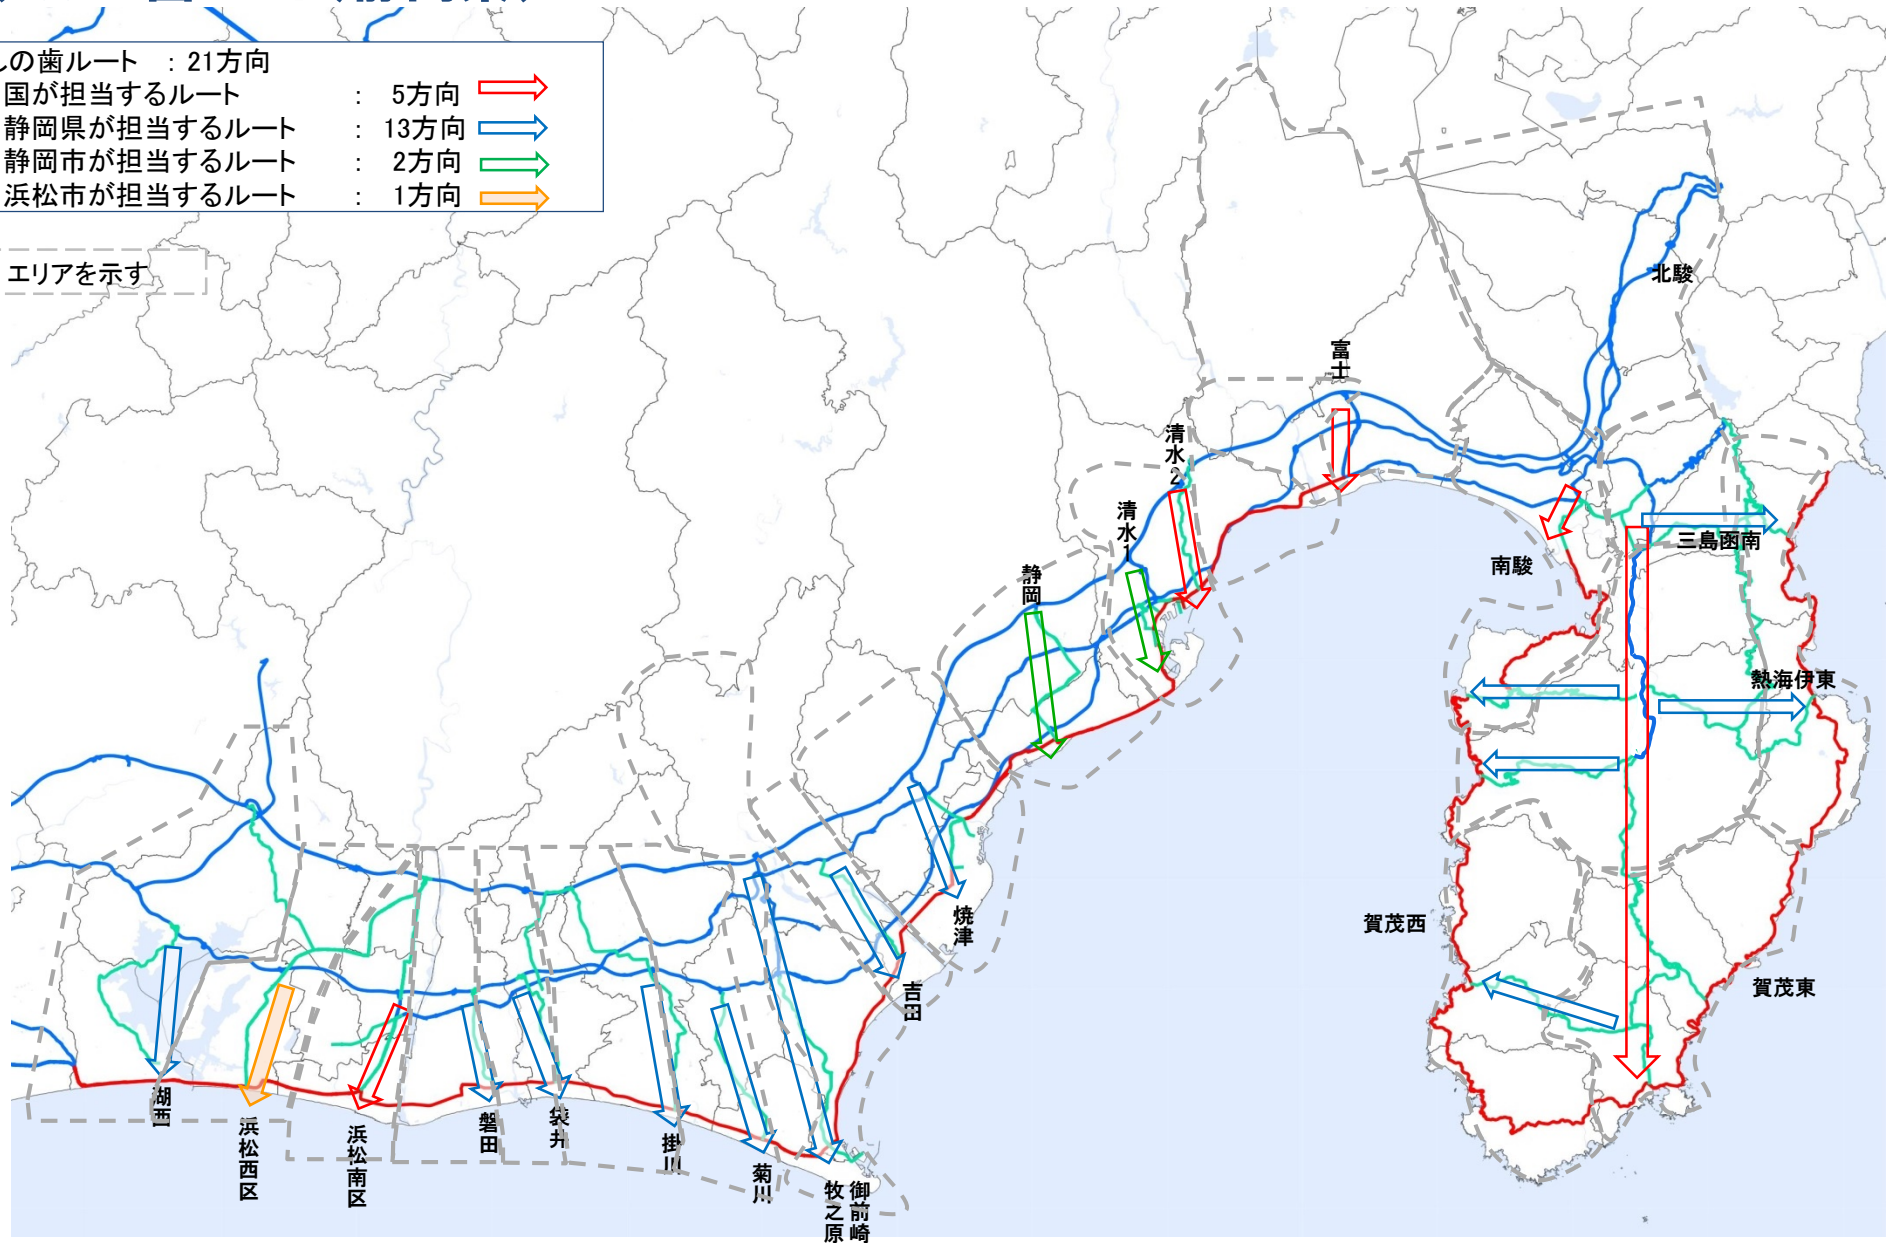 の歯ルート : 21方向
国が担当するルート : 5方向
静岡県が担当するルート : 13方向
静岡市が担当するルート : 2方向
浜松市が担当するルート : 1方向
エリアを示す
北駿
富士
清水2
清水1
静岡
三島函南
南駿
熱海伊東
焼津
賀茂西
吉田
賀茂東
湖西
浜松西区
浜松南区
磐田
袋井
掛川
菊川
牧之原
御前崎